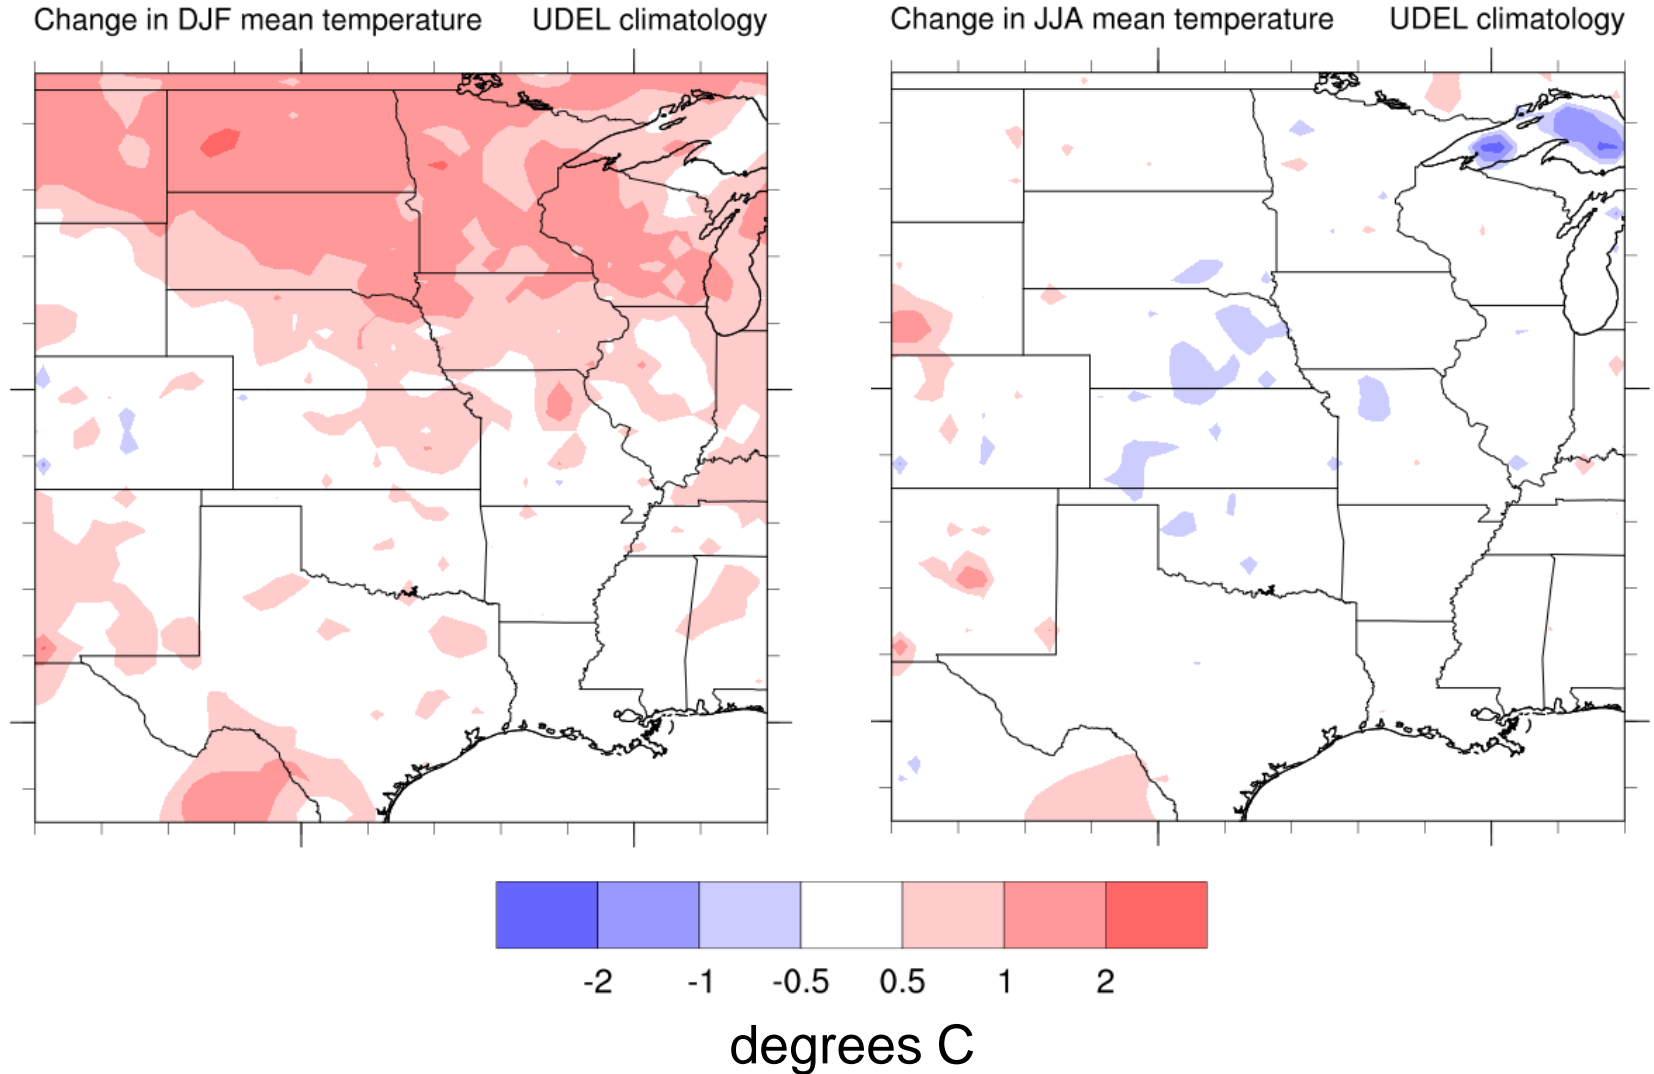 Change in DJF mean temperature UDEL climatology
Change in JJA mean temperature UDEL climatology
-2 -1 -0.5 0.5 1 2
degrees C